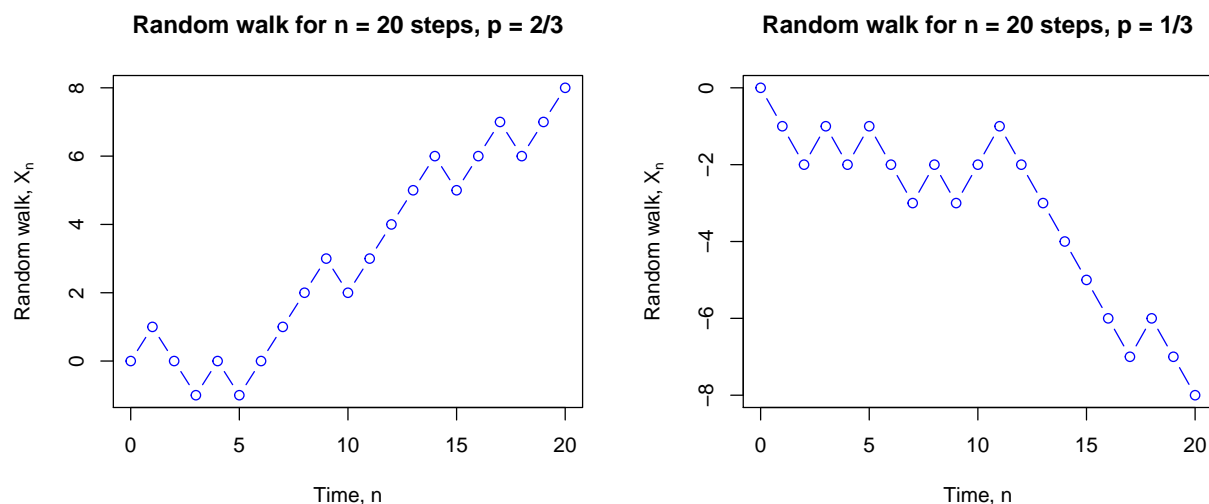 Random walk for n = 20 steps, p = 2/3
Random walk, Xn
8
6
4
2
0
0 5 10 15 20
Time, n
Random walk for n = 20 steps, p = 1/3
Random walk, Xn
0
−2
−4
−6
−8
0 5 10 15 20
Time, n